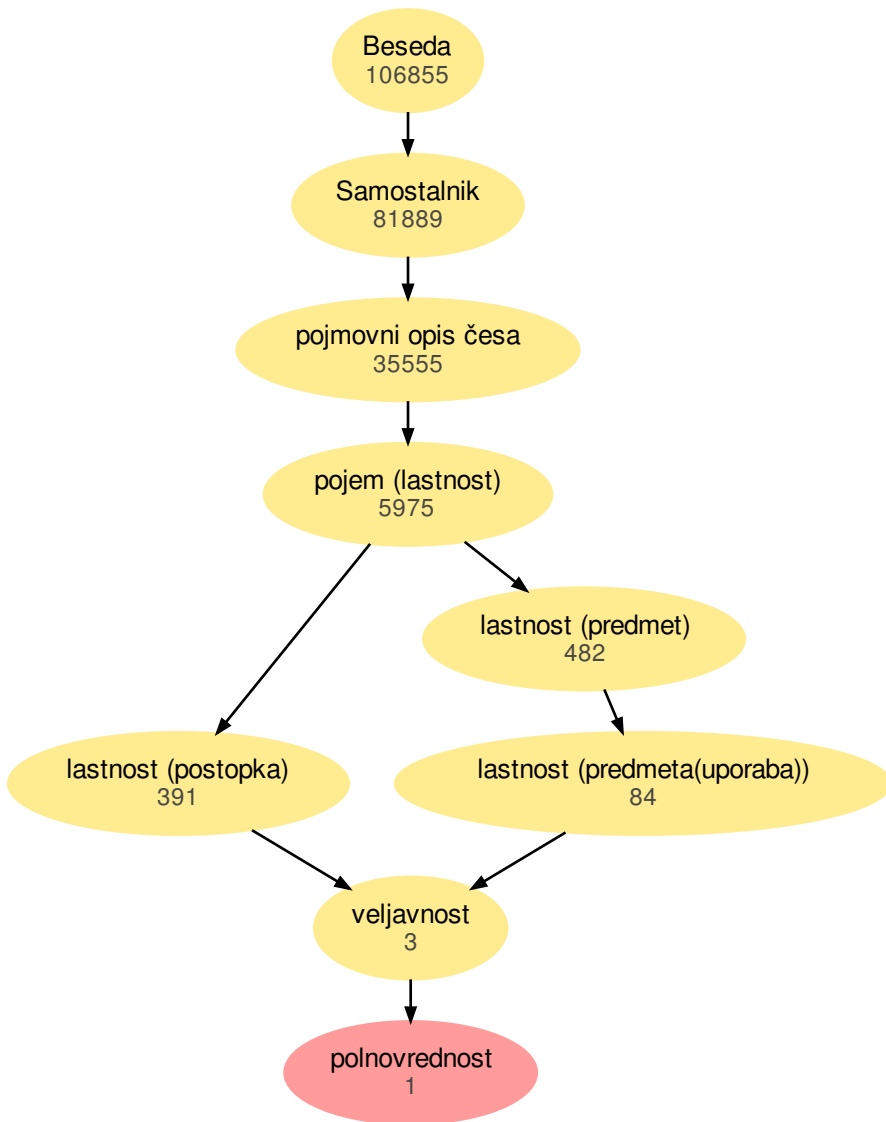 Beseda
106855
Samostalnik
81889
pojmovni opis česa
35555
pojem (lastnost)
5975
lastnost (predmet)
482
lastnost (postopka)
391
lastnost (predmeta(uporaba))
84
veljavnost
3
polnovrednost
1